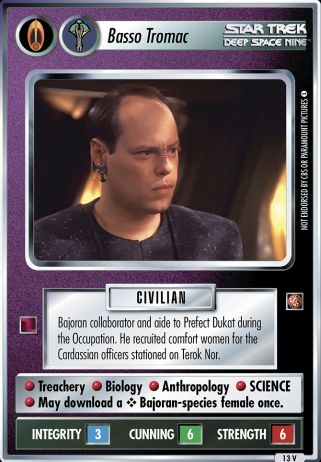 Basso Tromac
STAR TREK
DEEP SPACE NINE
NOT ENDORSED BY CBS OR PARAMOUNT PICTURES
CIVILIAN
Bajoran collaborator and aide to Prefect Dukat during
the Occupation. He recruited comfort women for the
Cardassian officers stationed on Terok Nor.
Treachery Biology Anthropology SCIENCE
May download a Bajoran-species female once.
INTEGRITY 3 CUNNING 6 STRENGTH 6
13 V